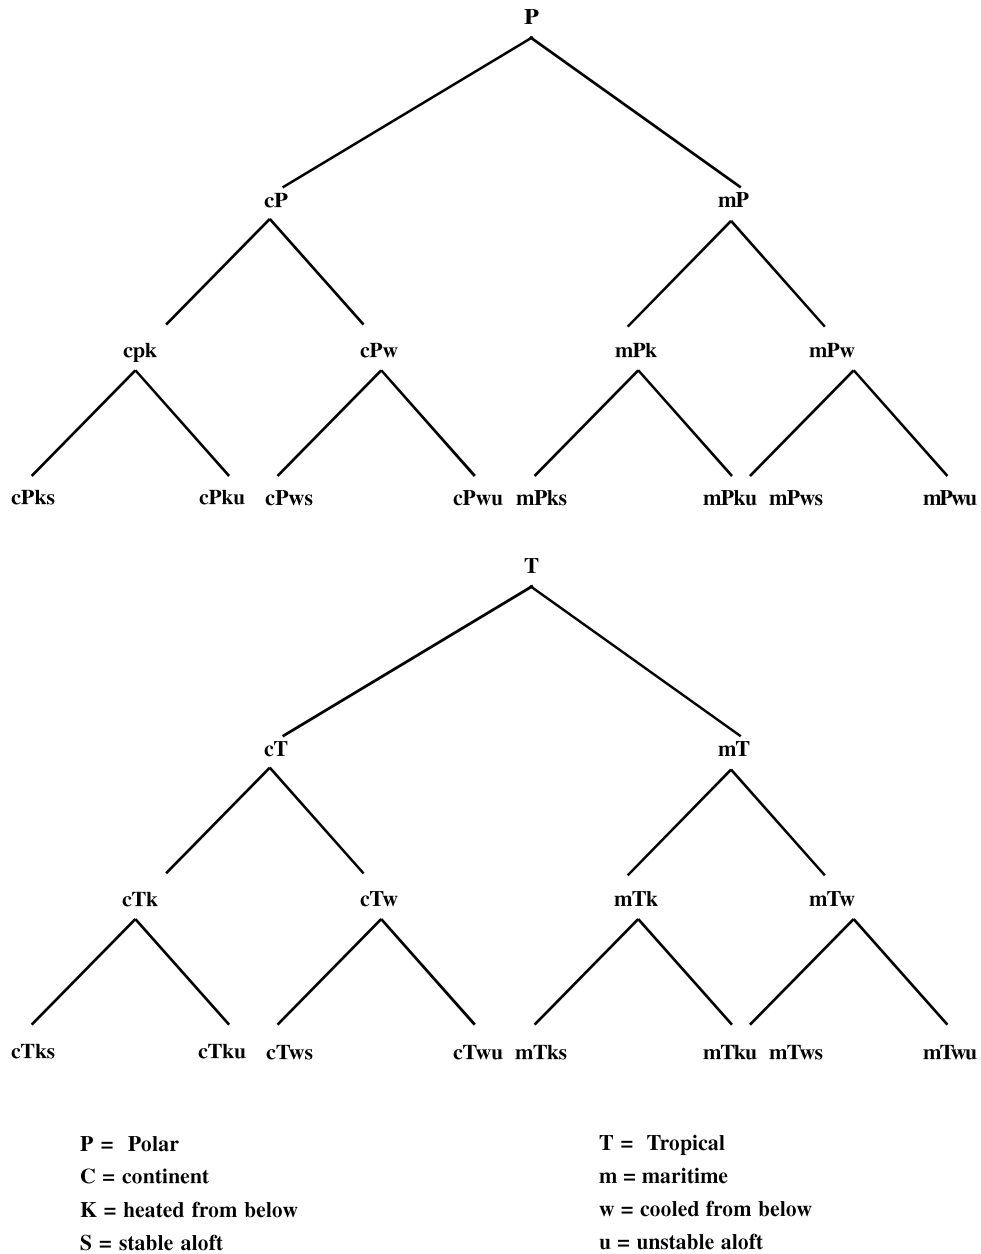 P
cP mP
cpk cPw mPk mPw
cPks cPku cPws cPwu mPks mPku mPws mPwu
T
cT mT
cTk cTw mTk mTw
cTks cTku cTws cTwu mTks mTku mTws mTwu
P = Polar T = Tropical
C = continent m = maritime
K = heated from below w = cooled from below
S = stable aloft u = unstable aloft